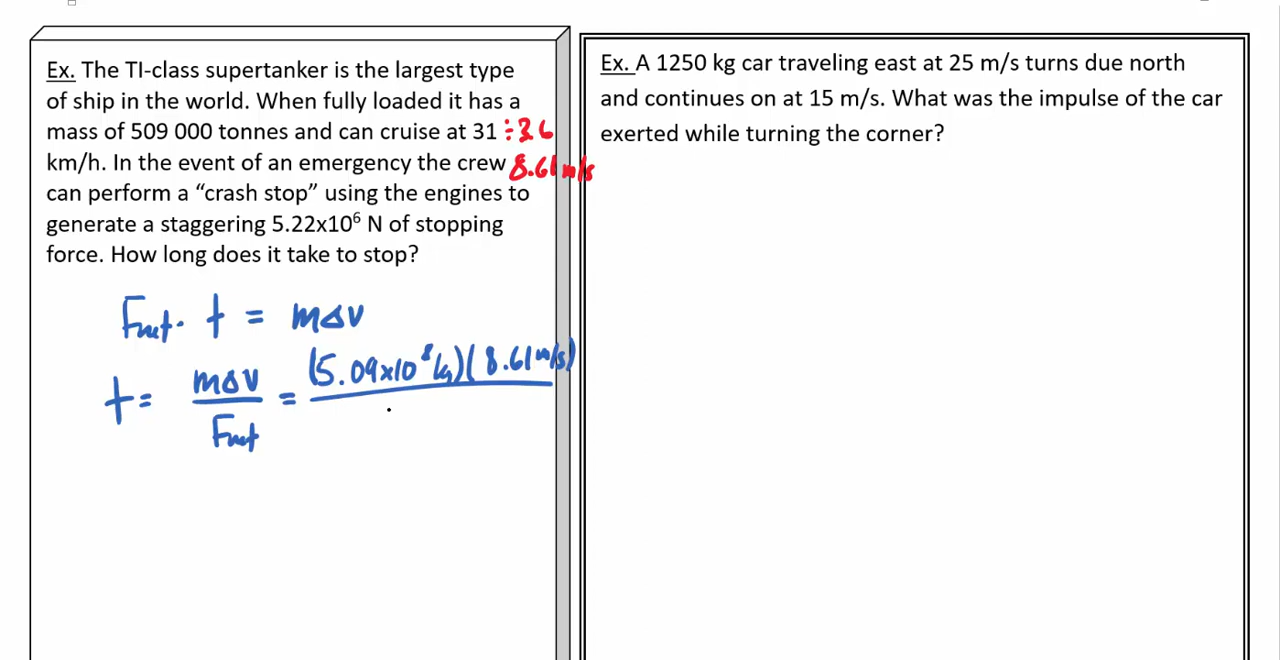 Ex. The TI-class supertanker is the largest type
of ship in the world. When fully loaded it has a
mass of 509 000 tonnes and can cruise at 31 ÷3.6
km/h. In the event of an emergency the crew 8.61 m/s
can perform a “crash stop” using the engines to
generate a staggering 5.22x10⁶ N of stopping
force. How long does it take to stop?
Fnet · t = mΔv
t = mΔv / Fnet = (5.09x10⁸ kg)(8.61 m/s)
Ex. A 1250 kg car traveling east at 25 m/s turns due north
and continues on at 15 m/s. What was the impulse of the car
exerted while turning the corner?